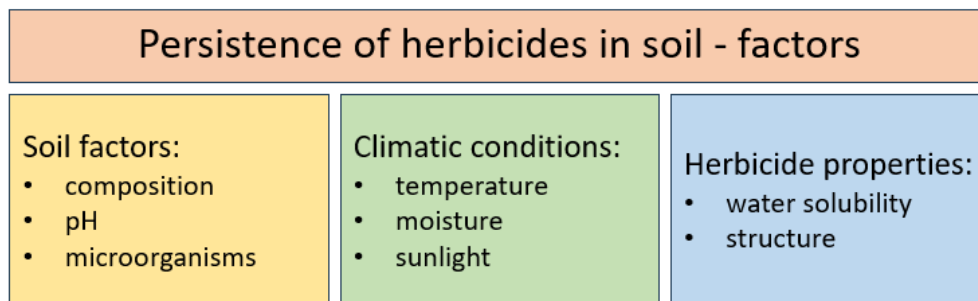 Persistence of herbicides in soil - factors
Soil factors:
• composition
• pH
• microorganisms
Climatic conditions:
• temperature
• moisture
• sunlight
Herbicide properties:
• water solubility
• structure